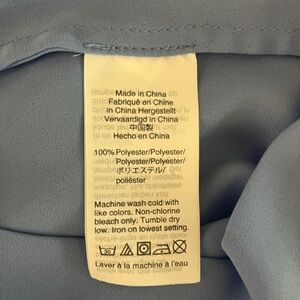 Made in China
Fabriqué en Chine
in China Hergestellt
Vervaardigd in China
中国製
Hecho en China
100% Polyester/Polyester/
Polyester/Polyester/
ポリエステル/
poliéster
Machine wash cold with
like colors. Non-chlorine
bleach only. Tumble dry
low. Iron on lowest setting.
30
Laver à la machine à l'eau